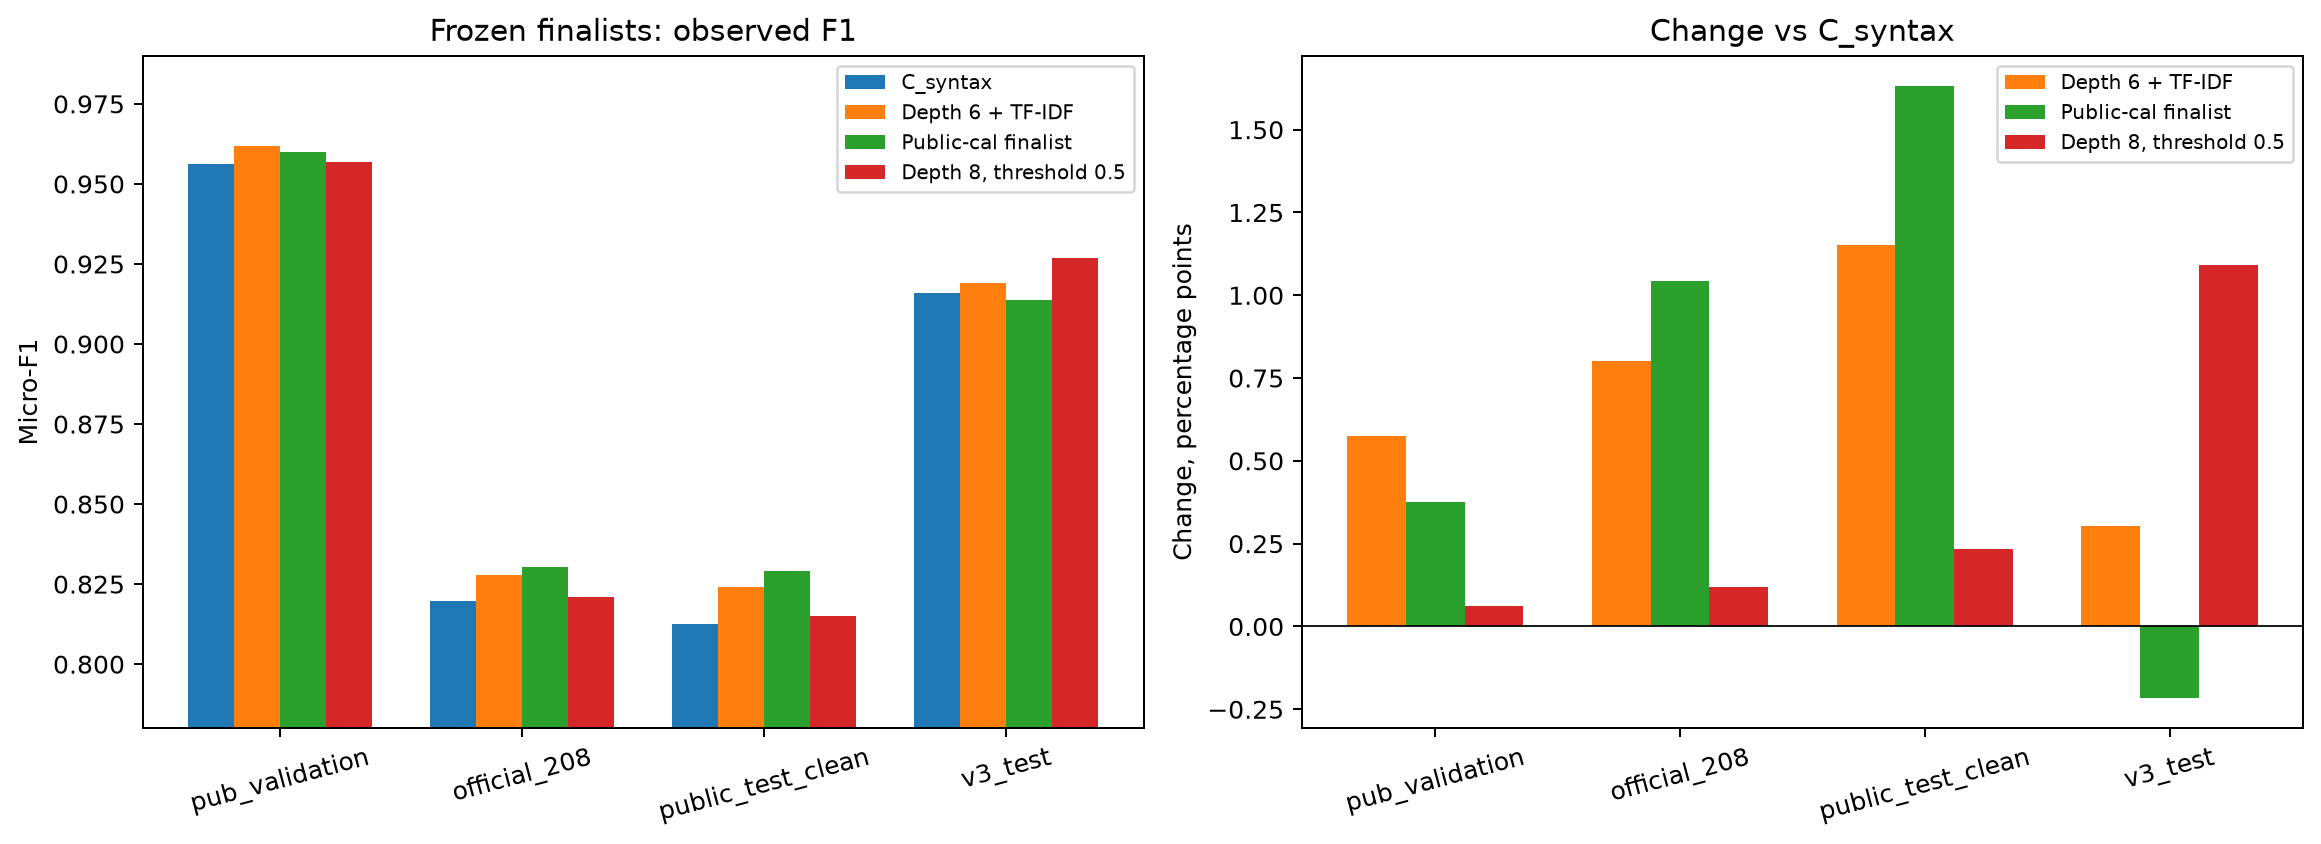 Frozen finalists: observed F1
C_syntax
Depth 6 + TF-IDF
Public-cal finalist
Depth 8, threshold 0.5
Micro-F1
0.975
0.950
0.925
0.900
0.875
0.850
0.825
0.800
pub_validation
official_208
public_test_clean
v3_test
Change vs C_syntax
Depth 6 + TF-IDF
Public-cal finalist
Depth 8, threshold 0.5
Change, percentage points
1.50
1.25
1.00
0.75
0.50
0.25
0.00
−0.25
pub_validation
official_208
public_test_clean
v3_test